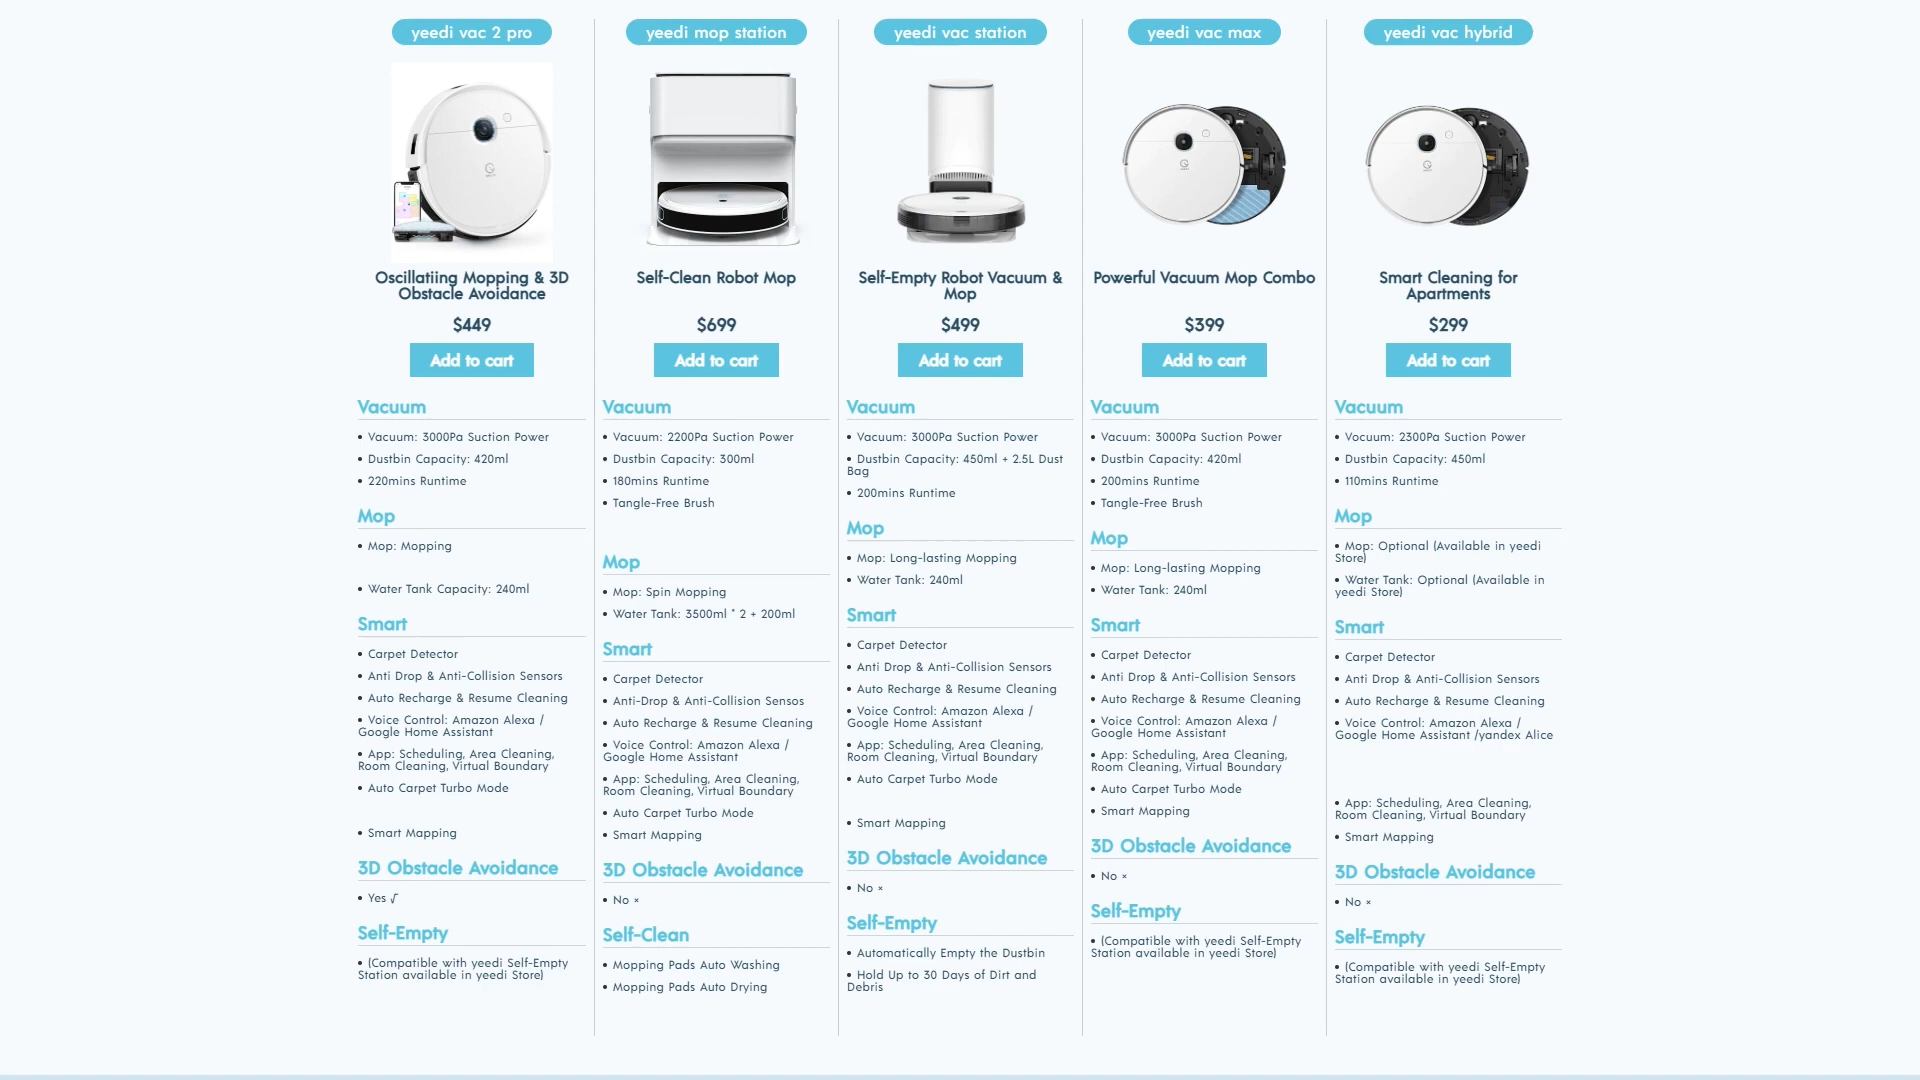 yeedi vac 2 pro
Oscillatiing Mopping & 3D
Obstacle Avoidance
$449
Add to cart
Vacuum
• Vacuum: 3000Pa Suction Power
• Dustbin Capacity: 420ml
• 220mins Runtime
Mop
• Mop: Mopping
• Water Tank Capacity: 240ml
Smart
• Carpet Detector
• Anti Drop & Anti-Collision Sensors
• Auto Recharge & Resume Cleaning
• Voice Control: Amazon Alexa /
Google Home Assistant
• App: Scheduling, Area Cleaning,
Room Cleaning, Virtual Boundary
• Auto Carpet Turbo Mode
• Smart Mapping
3D Obstacle Avoidance
• Yes √
Self-Empty
• (Compatible with yeedi Self-Empty
Station available in yeedi Store)
yeedi mop station
Self-Clean Robot Mop
$699
Add to cart
Vacuum
• Vacuum: 2200Pa Suction Power
• Dustbin Capacity: 300ml
• 180mins Runtime
• Tangle-Free Brush
Mop
• Mop: Spin Mopping
• Water Tank: 3500ml * 2 + 200ml
Smart
• Carpet Detector
• Anti-Drop & Anti-Collision Sensos
• Auto Recharge & Resume Cleaning
• Voice Control: Amazon Alexa /
Google Home Assistant
• App: Scheduling, Area Cleaning,
Room Cleaning, Virtual Boundary
• Auto Carpet Turbo Mode
• Smart Mapping
3D Obstacle Avoidance
• No ×
Self-Clean
• Mopping Pads Auto Washing
• Mopping Pads Auto Drying
yeedi vac station
Self-Empty Robot Vacuum &
Mop
$499
Add to cart
Vacuum
• Vacuum: 3000Pa Suction Power
• Dustbin Capacity: 450ml + 2.5L Dust
Bag
• 200mins Runtime
Mop
• Mop: Long-lasting Mopping
• Water Tank: 240ml
Smart
• Carpet Detector
• Anti Drop & Anti-Collision Sensors
• Auto Recharge & Resume Cleaning
• Voice Control: Amazon Alexa /
Google Home Assistant
• App: Scheduling, Area Cleaning,
Room Cleaning, Virtual Boundary
• Auto Carpet Turbo Mode
• Smart Mapping
3D Obstacle Avoidance
• No ×
Self-Empty
• Automatically Empty the Dustbin
• Hold Up to 30 Days of Dirt and
Debris
yeedi vac max
Powerful Vacuum Mop Combo
$399
Add to cart
Vacuum
• Vacuum: 3000Pa Suction Power
• Dustbin Capacity: 420ml
• 200mins Runtime
• Tangle-Free Brush
Mop
• Mop: Long-lasting Mopping
• Water Tank: 240ml
Smart
• Carpet Detector
• Anti Drop & Anti-Collision Sensors
• Auto Recharge & Resume Cleaning
• Voice Control: Amazon Alexa /
Google Home Assistant
• App: Scheduling, Area Cleaning,
Room Cleaning, Virtual Boundary
• Auto Carpet Turbo Mode
• Smart Mapping
3D Obstacle Avoidance
• No ×
Self-Empty
• (Compatible with yeedi Self-Empty
Station available in yeedi Store)
yeedi vac hybrid
Smart Cleaning for
Apartments
$299
Add to cart
Vacuum
• Vocuum: 2300Pa Suction Power
• Dustbin Capacity: 450ml
• 110mins Runtime
Mop
• Mop: Optional (Available in yeedi
Store)
• Water Tank: Optional (Available in
yeedi Store)
Smart
• Carpet Detector
• Anti Drop & Anti-Collision Sensors
• Auto Recharge & Resume Cleaning
• Voice Control: Amazon Alexa /
Google Home Assistant /yandex Alice
• App: Scheduling, Area Cleaning,
Room Cleaning, Virtual Boundary
• Smart Mapping
3D Obstacle Avoidance
• No ×
Self-Empty
• (Compatible with yeedi Self-Empty
Station available in yeedi Store)